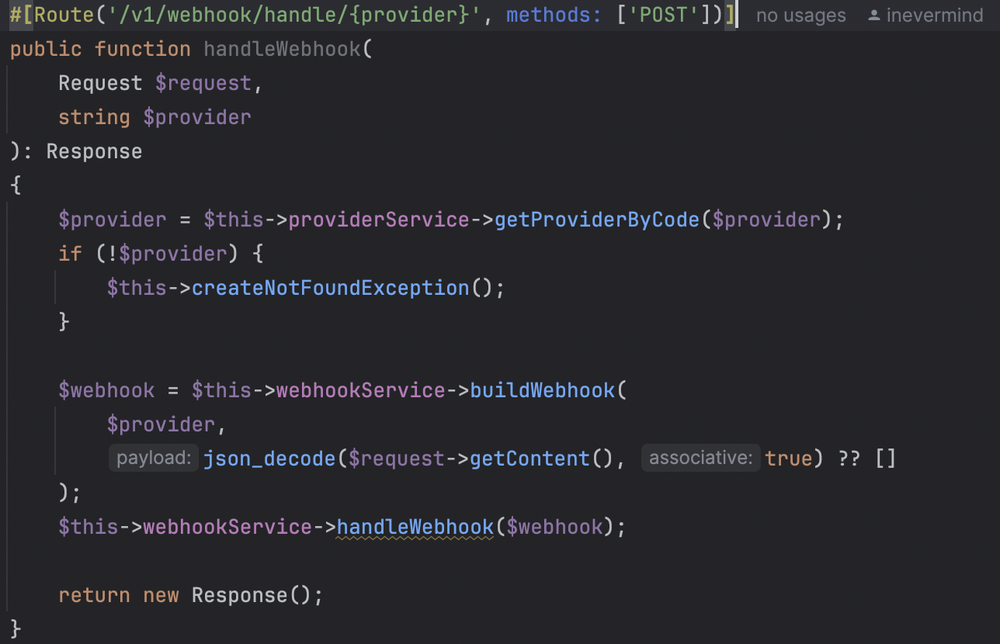 #[Route('/v1/webhook/handle/{provider}', methods: ['POST'])] no usages inevermind
public function handleWebhook(
    Request $request,
    string $provider
): Response
{
    $provider = $this->providerService->getProviderByCode($provider);
    if (!$provider) {
        $this->createNotFoundException();
    }

    $webhook = $this->webhookService->buildWebhook(
        $provider,
        payload: json_decode($request->getContent(), associative: true) ?? []
    );
    $this->webhookService->handleWebhook($webhook);

    return new Response();
}